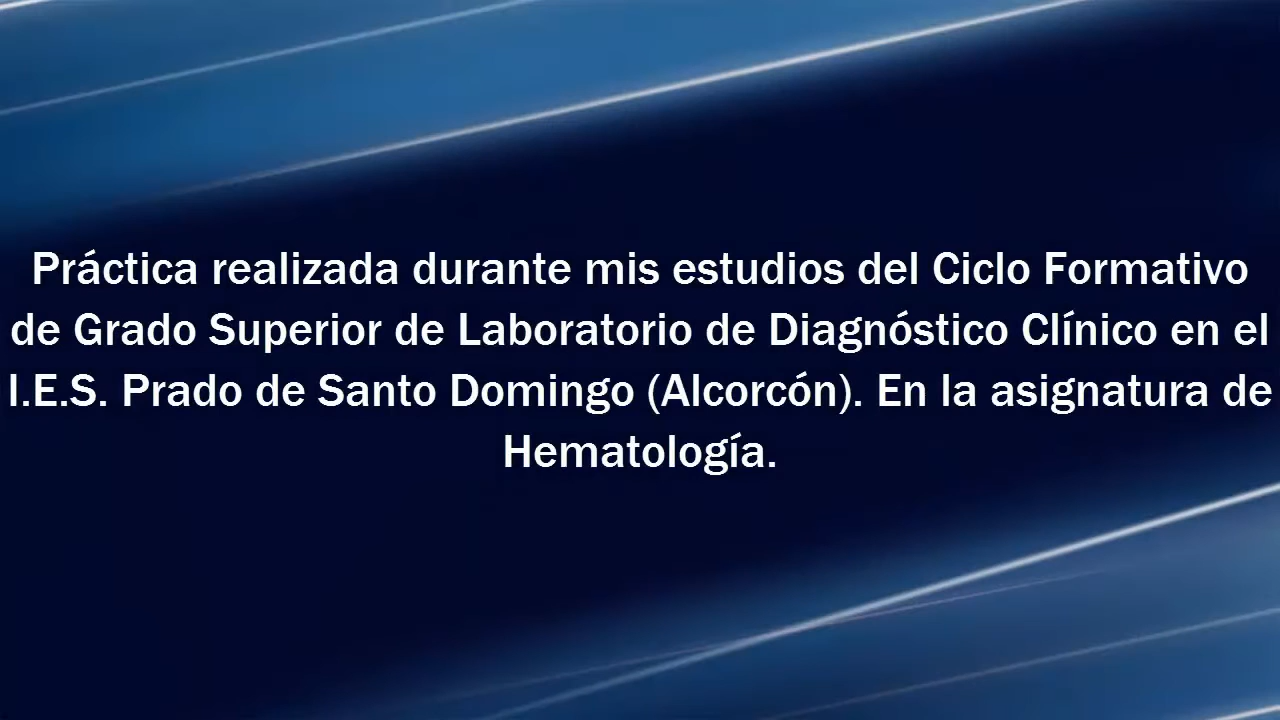 Práctica realizada durante mis estudios del Ciclo Formativo
de Grado Superior de Laboratorio de Diagnóstico Clínico en el
I.E.S. Prado de Santo Domingo (Alcorcón). En la asignatura de
Hematología.